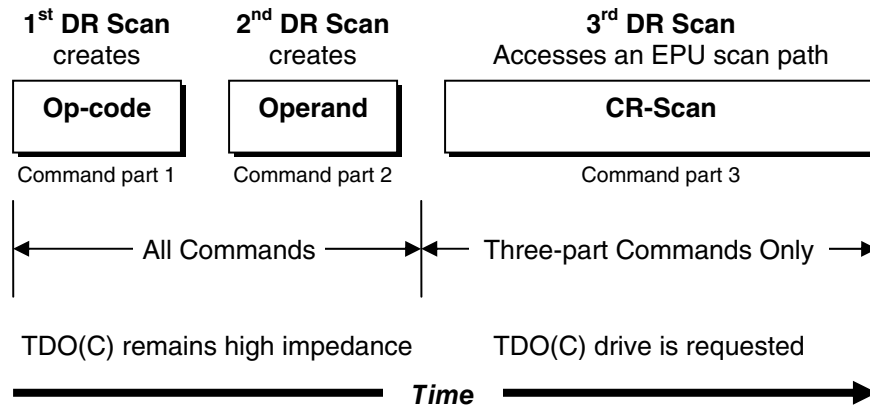 1st DR Scan
creates
2nd DR Scan
creates
3rd DR Scan
Accesses an EPU scan path
Op-code
Operand
CR-Scan
Command part 1
Command part 2
Command part 3
All Commands
Three-part Commands Only
TDO(C) remains high impedance
TDO(C) drive is requested
Time